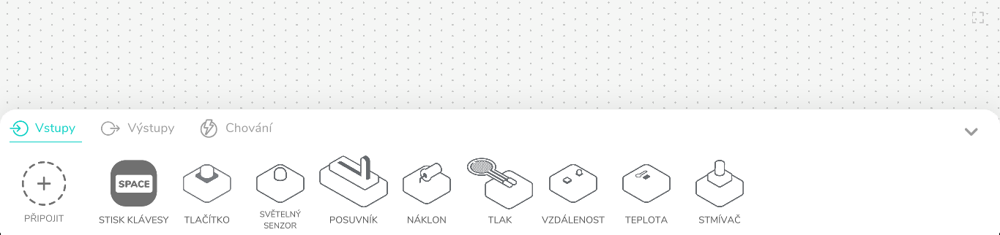 Vstupy Výstupy Chování
SPACE
PŘIPOJIT STISK KLÁVESY TLAČÍTKO SVĚTELNÝ SENZOR POSUVNÍK NÁKLON TLAK VZDÁLENOST TEPLOTA STMÍVAČ